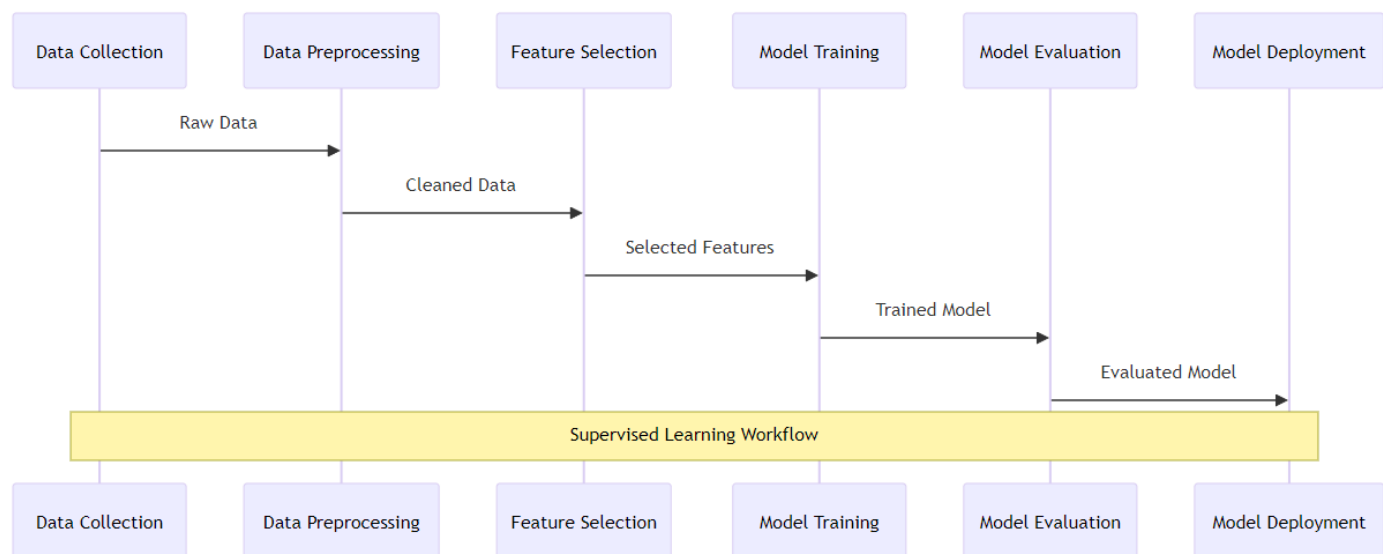 Data Collection
Data Preprocessing
Feature Selection
Model Training
Model Evaluation
Model Deployment
Raw Data
Cleaned Data
Selected Features
Trained Model
Evaluated Model
Supervised Learning Workflow
Data Collection
Data Preprocessing
Feature Selection
Model Training
Model Evaluation
Model Deployment